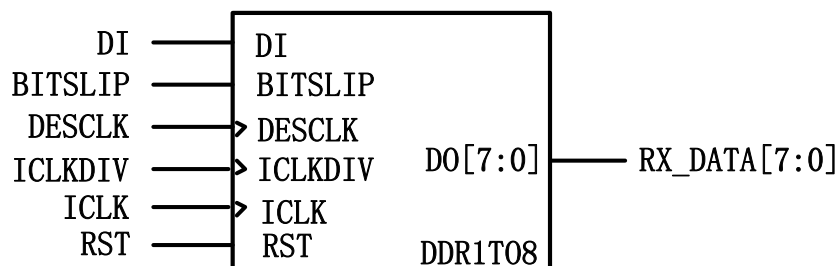 DI DI
BITSLIP BITSLIP
DESCLK DESCLK
ICLKDIV ICLKDIV DO[7:0] RX_DATA[7:0]
ICLK ICLK
RST RST DDR1TO8